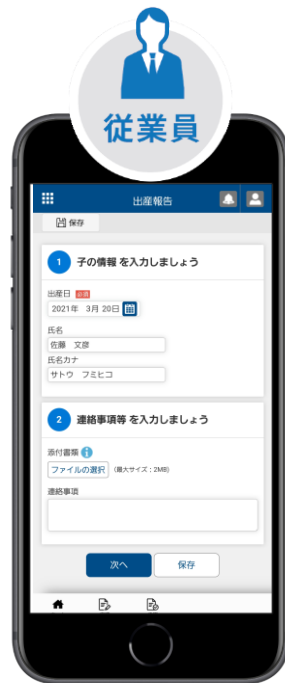 従業員
出産報告
保存
1 子の情報 を入力しましょう
出産日 必須
2021年 3月 20日
氏名
佐藤 文彦
氏名カナ
サトウ フミヒコ
2 連絡事項等 を入力しましょう
添付書類
ファイルの選択 (最大サイズ:2MB)
連絡事項
次へ 保存